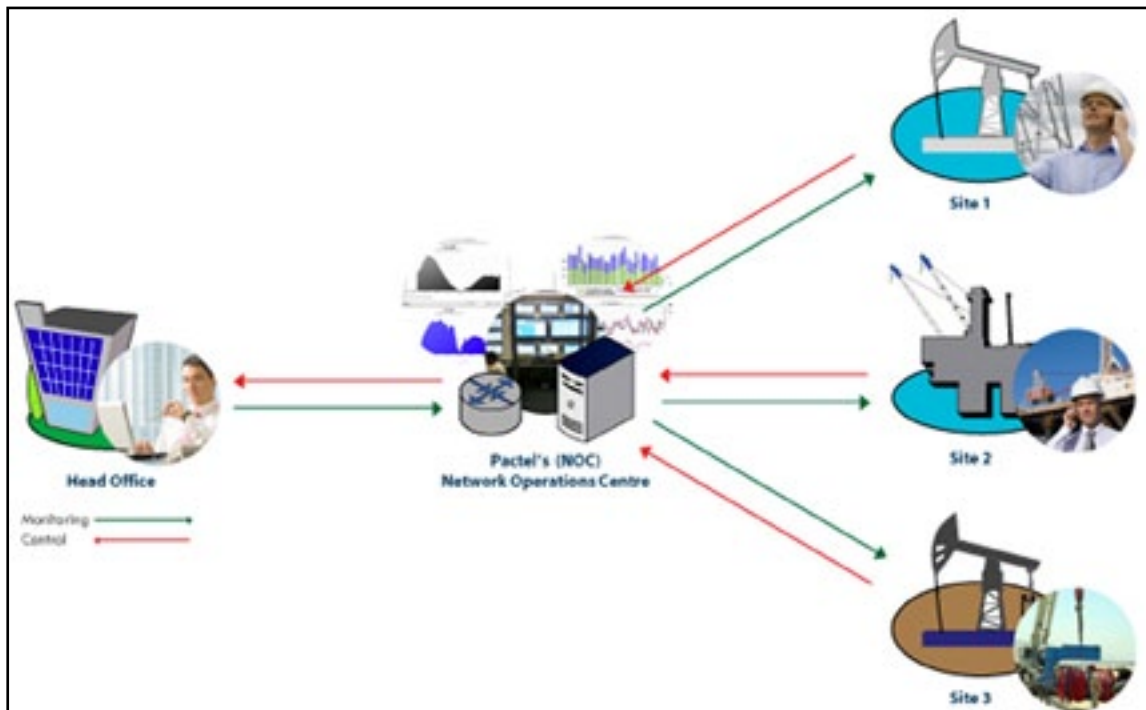 Site 1
Site 2
Head Office
Pactel's (NOC)
Network Operations Centre
Monitoring
Control
Site 3